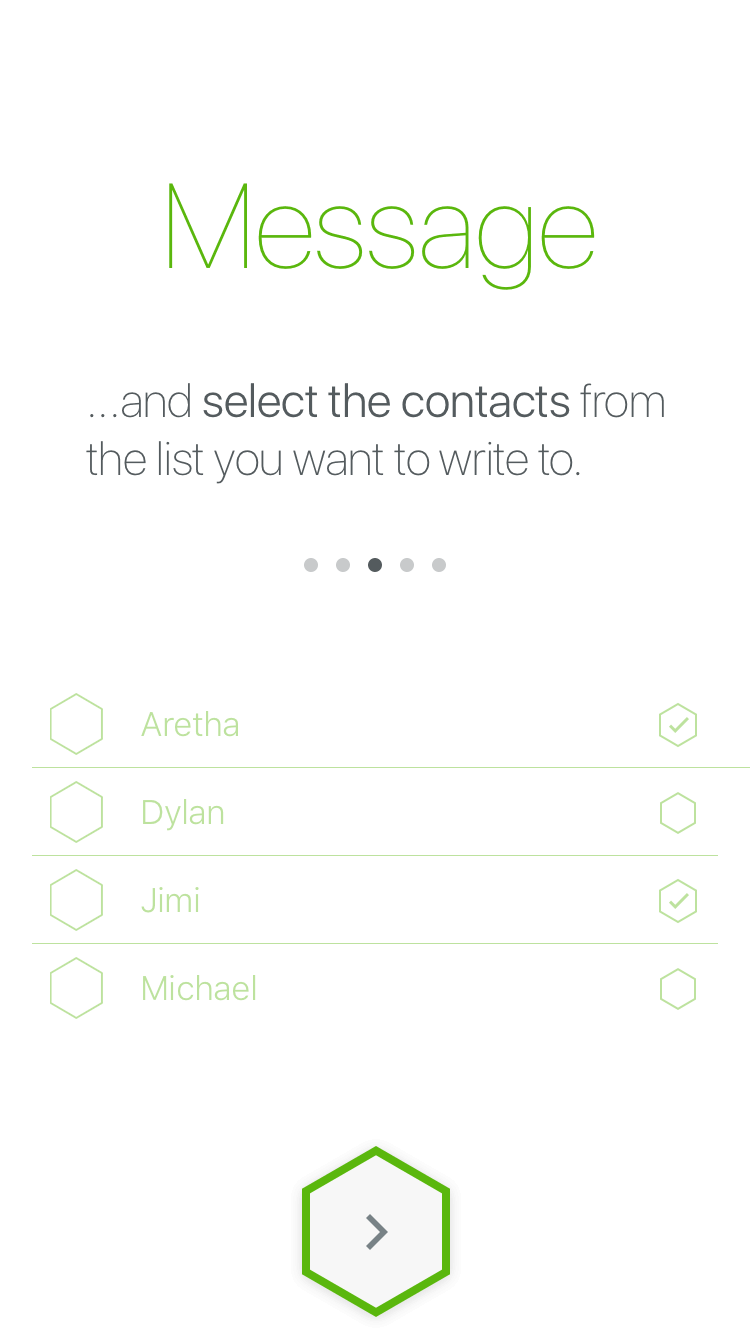 Message
...and select the contacts from
the list you want to write to.
Aretha
Dylan
Jimi
Michael